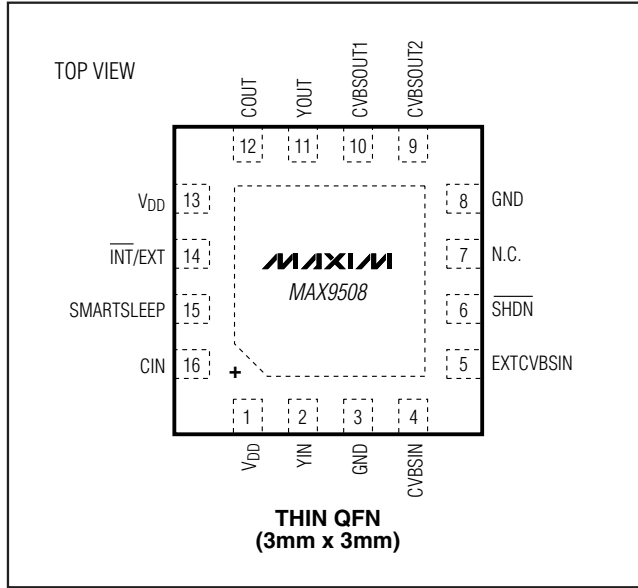 TOP VIEW
COUT
YOUT
CVBSOUT1
CVBSOUT2
12 11 10 9
VDD 13
8 GND
INT/EXT 14
7 N.C.
MAXIM
MAX9508
SMARTSLEEP 15
6 SHDN
CIN 16
5 EXTCVBSIN
+
1 2 3 4
VDD
YIN
GND
CVBSIN
THIN QFN
(3mm x 3mm)